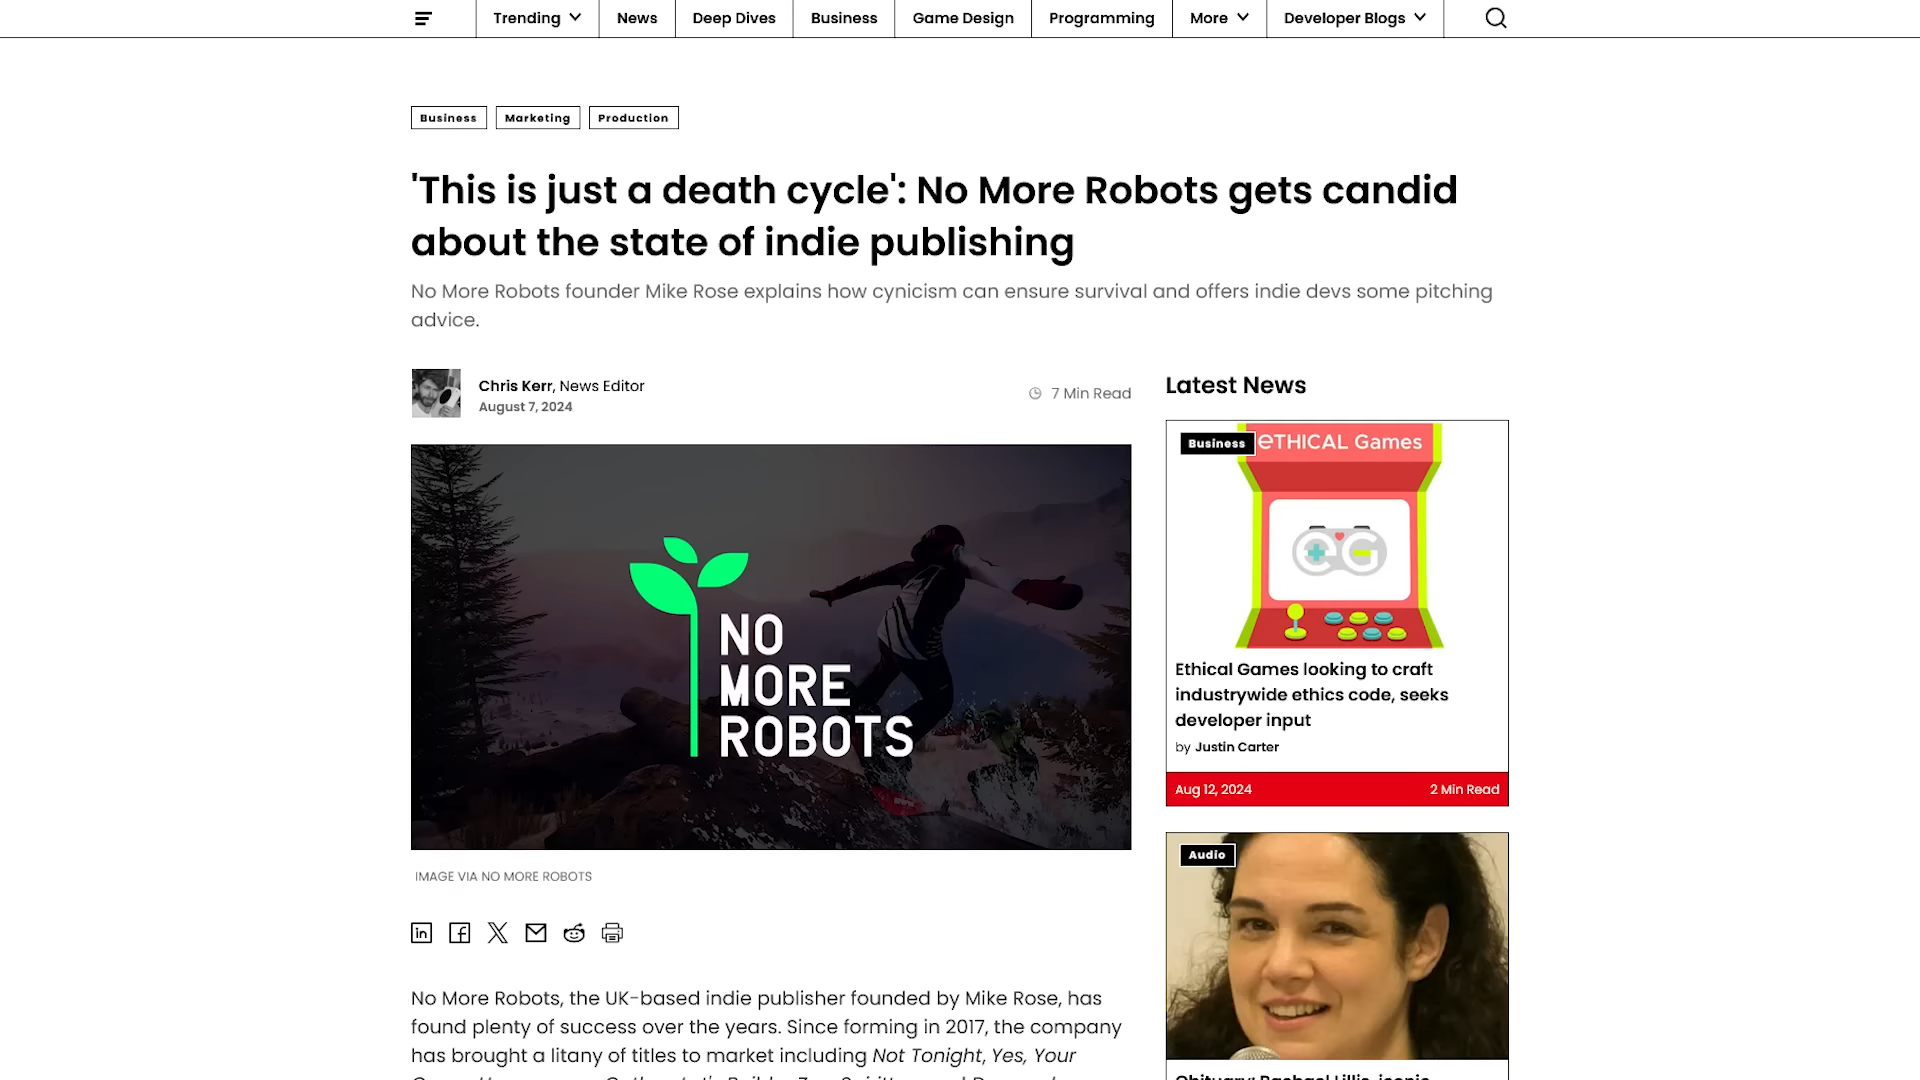 Trending
News
Deep Dives
Business
Game Design
Programming
More
Developer Blogs
Business
Marketing
Production
'This is just a death cycle': No More Robots gets candid
about the state of indie publishing
No More Robots founder Mike Rose explains how cynicism can ensure survival and offers indie devs some pitching
advice.
Chris Kerr, News Editor
August 7, 2024
7 Min Read
NO
MORE
ROBOTS
IMAGE VIA NO MORE ROBOTS
No More Robots, the UK-based indie publisher founded by Mike Rose, has
found plenty of success over the years. Since forming in 2017, the company
has brought a litany of titles to market including Not Tonight, Yes, Your
Latest News
Business
eTHICAL Games
eG
Ethical Games looking to craft
industrywide ethics code, seeks
developer input
by Justin Carter
Aug 12, 2024
2 Min Read
Audio
Obituary: Rachael Lillis, iconic